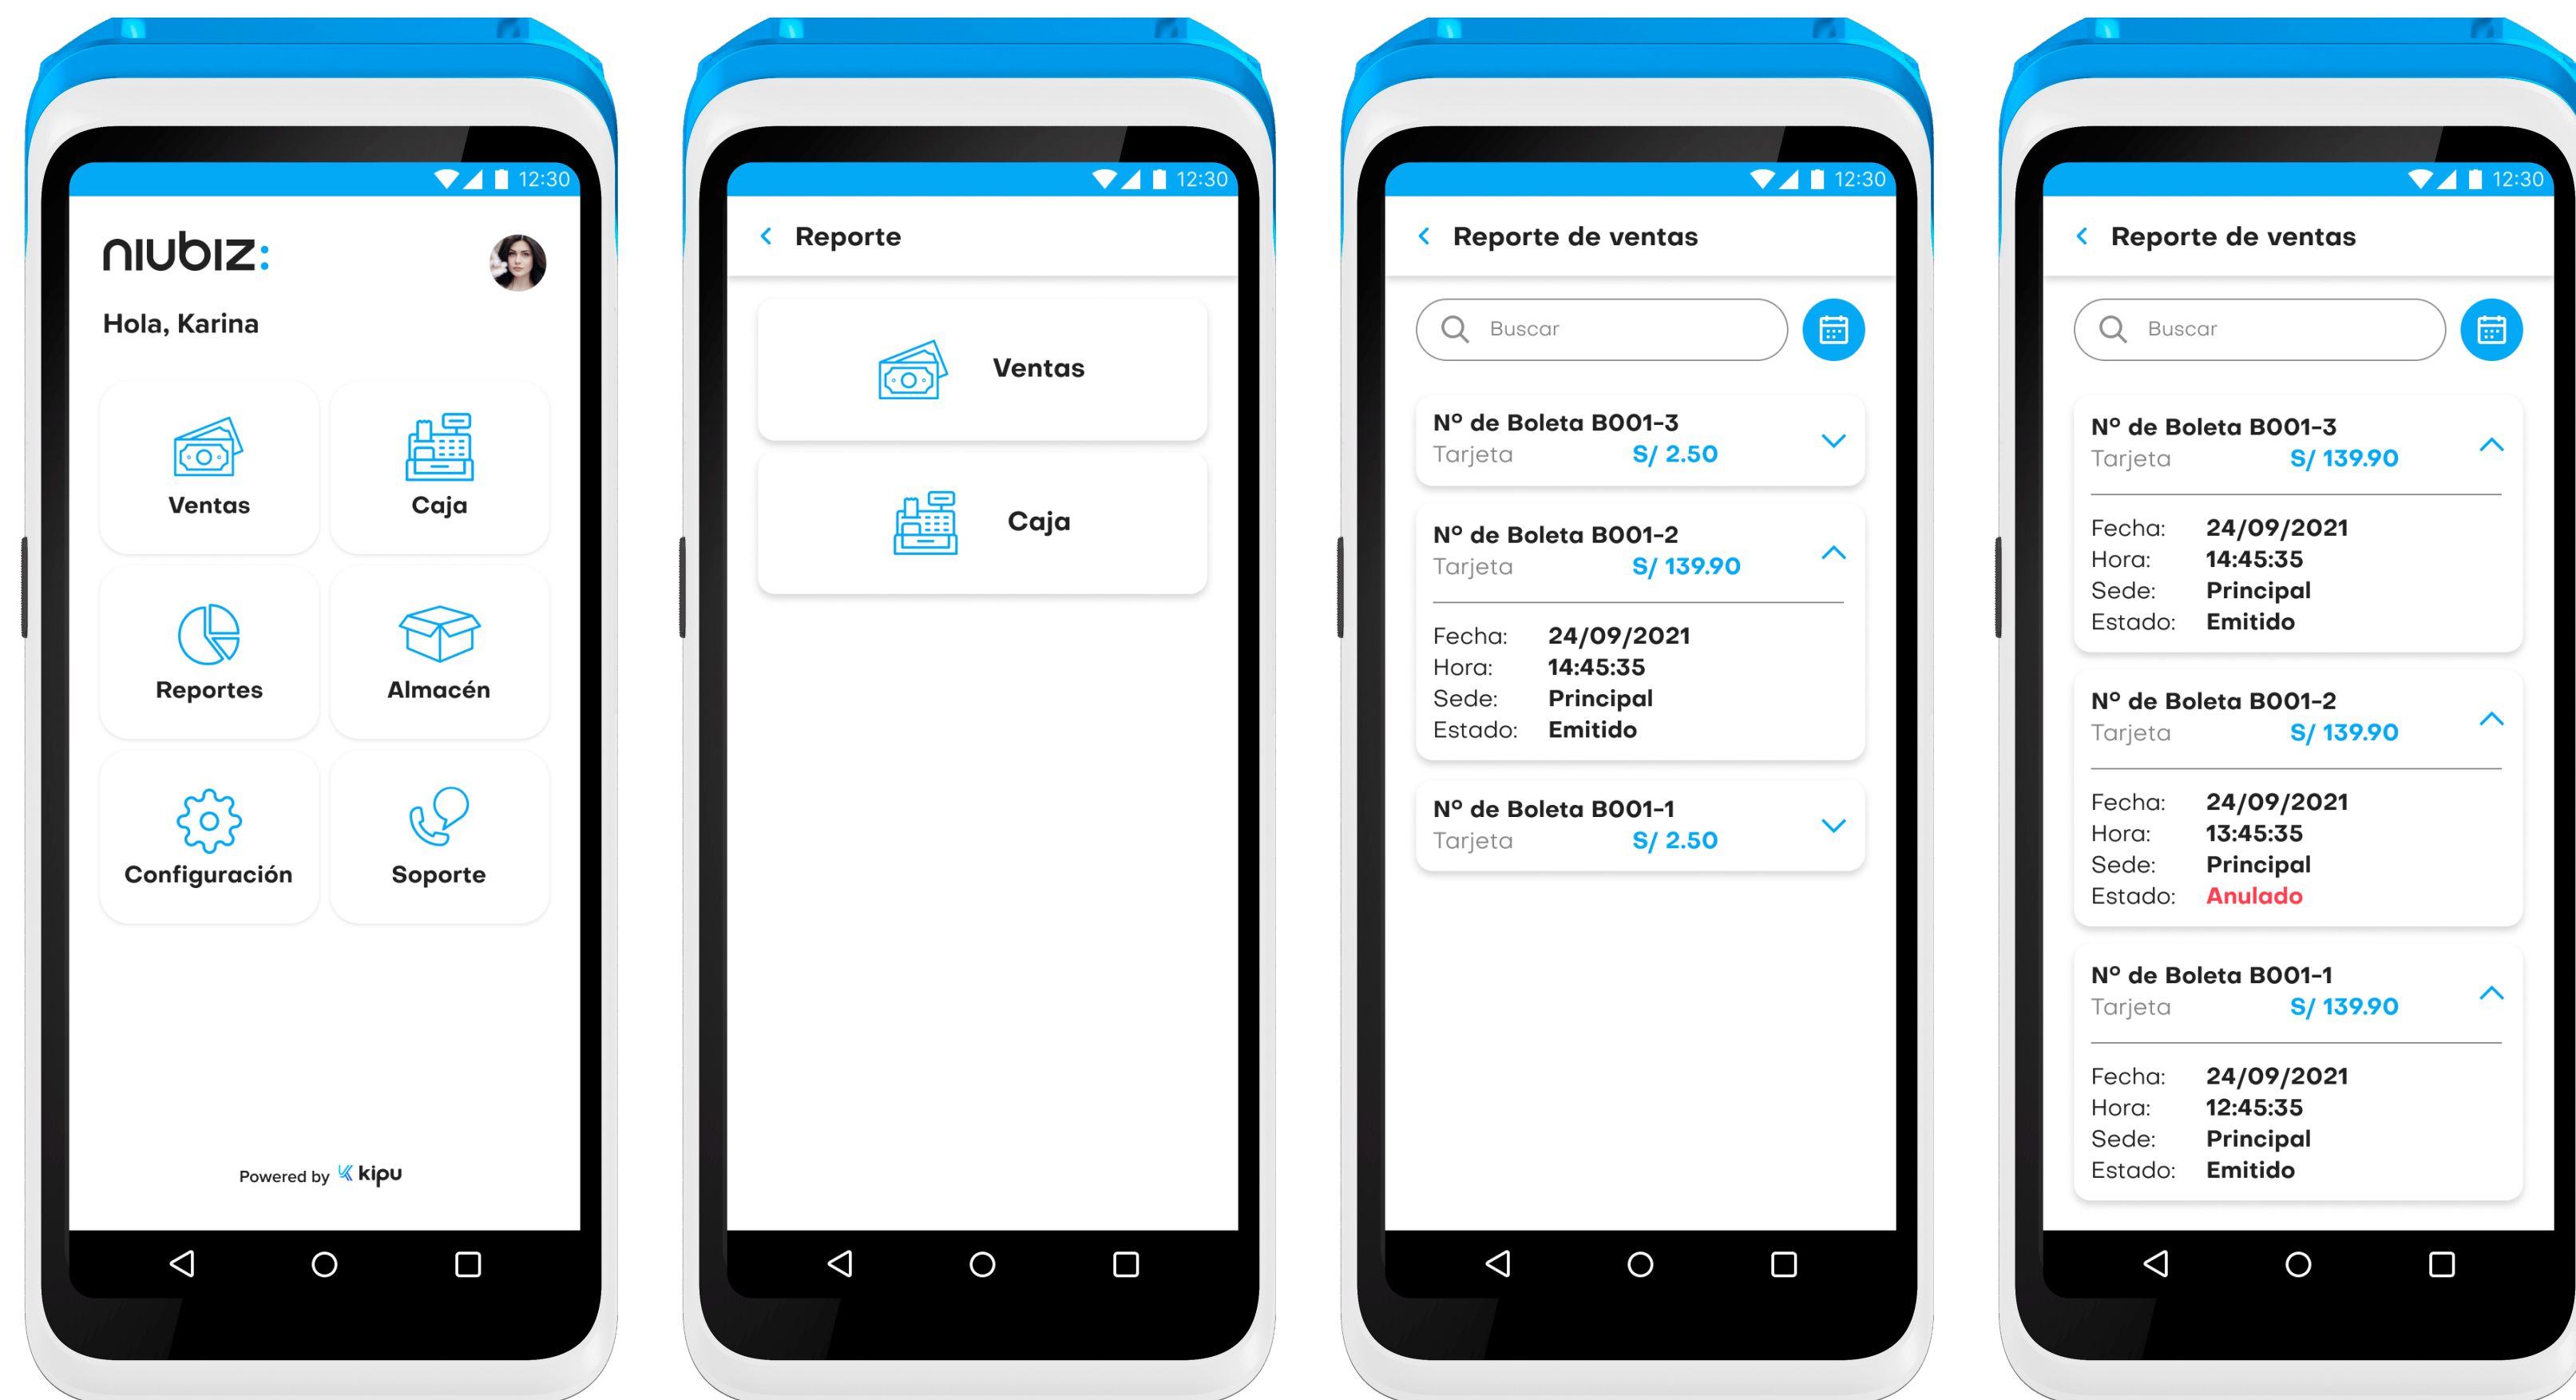 12:30
niubiz:
Hola, Karina
Ventas
Caja
Reportes
Almacén
Configuración
Soporte
Powered by kipu
12:30
Reporte
Ventas
Caja
12:30
Reporte de ventas
Buscar
Nº de Boleta B001-3
Tarjeta S/ 2.50
Nº de Boleta B001-2
Tarjeta S/ 139.90
Fecha: 24/09/2021
Hora: 14:45:35
Sede: Principal
Estado: Emitido
Nº de Boleta B001-1
Tarjeta S/ 2.50
12:30
Reporte de ventas
Buscar
Nº de Boleta B001-3
Tarjeta S/ 139.90
Fecha: 24/09/2021
Hora: 14:45:35
Sede: Principal
Estado: Emitido
Nº de Boleta B001-2
Tarjeta S/ 139.90
Fecha: 24/09/2021
Hora: 13:45:35
Sede: Principal
Estado: Anulado
Nº de Boleta B001-1
Tarjeta S/ 139.90
Fecha: 24/09/2021
Hora: 12:45:35
Sede: Principal
Estado: Emitido